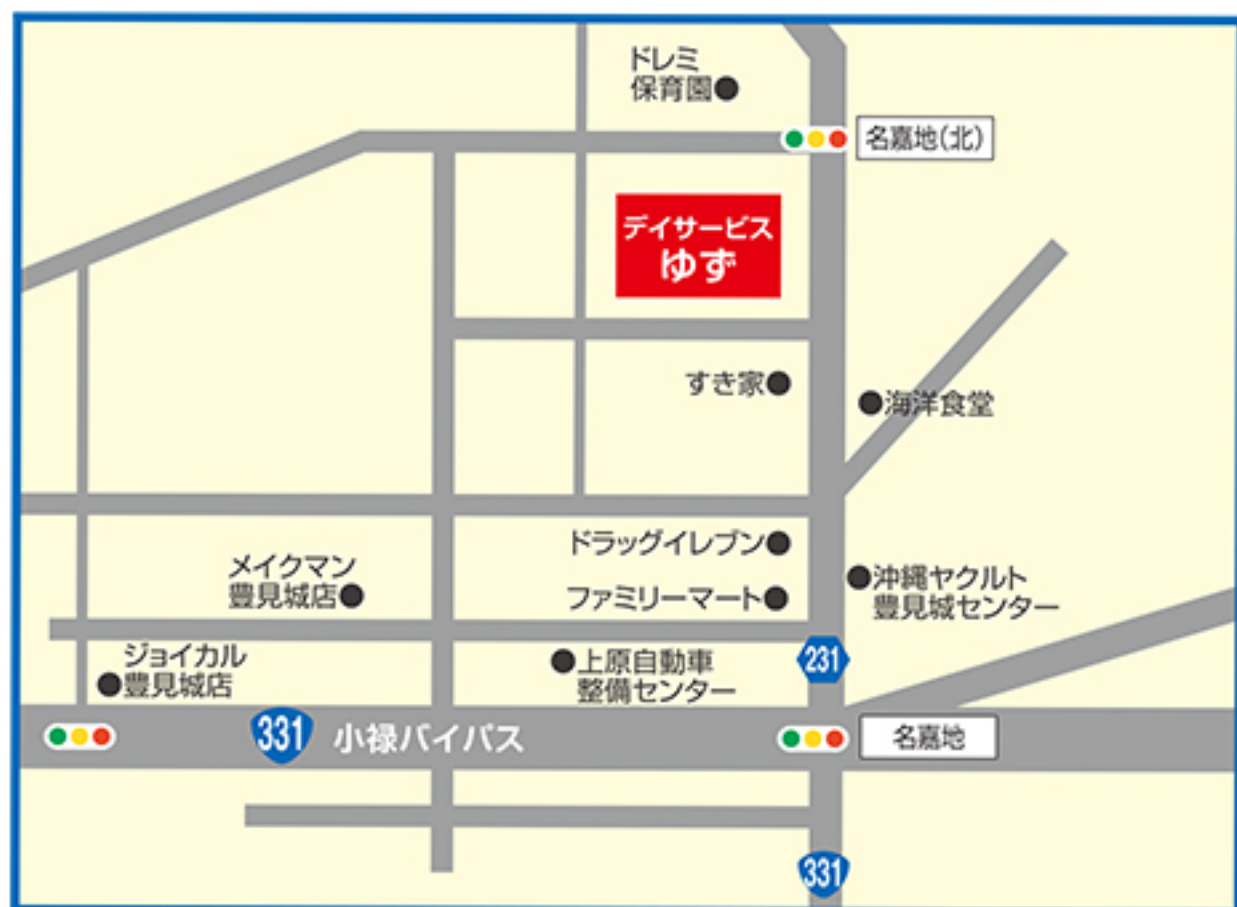 ドレミ
保育園
名嘉地(北)
デイサービス
ゆず
すき家
海洋食堂
ドラッグイレブン
メイクマン
豊見城店
ファミリーマート
沖縄ヤクルト
豊見城センター
ジョイカル
豊見城店
上原自動車
整備センター
231
331
小禄バイパス
名嘉地
331